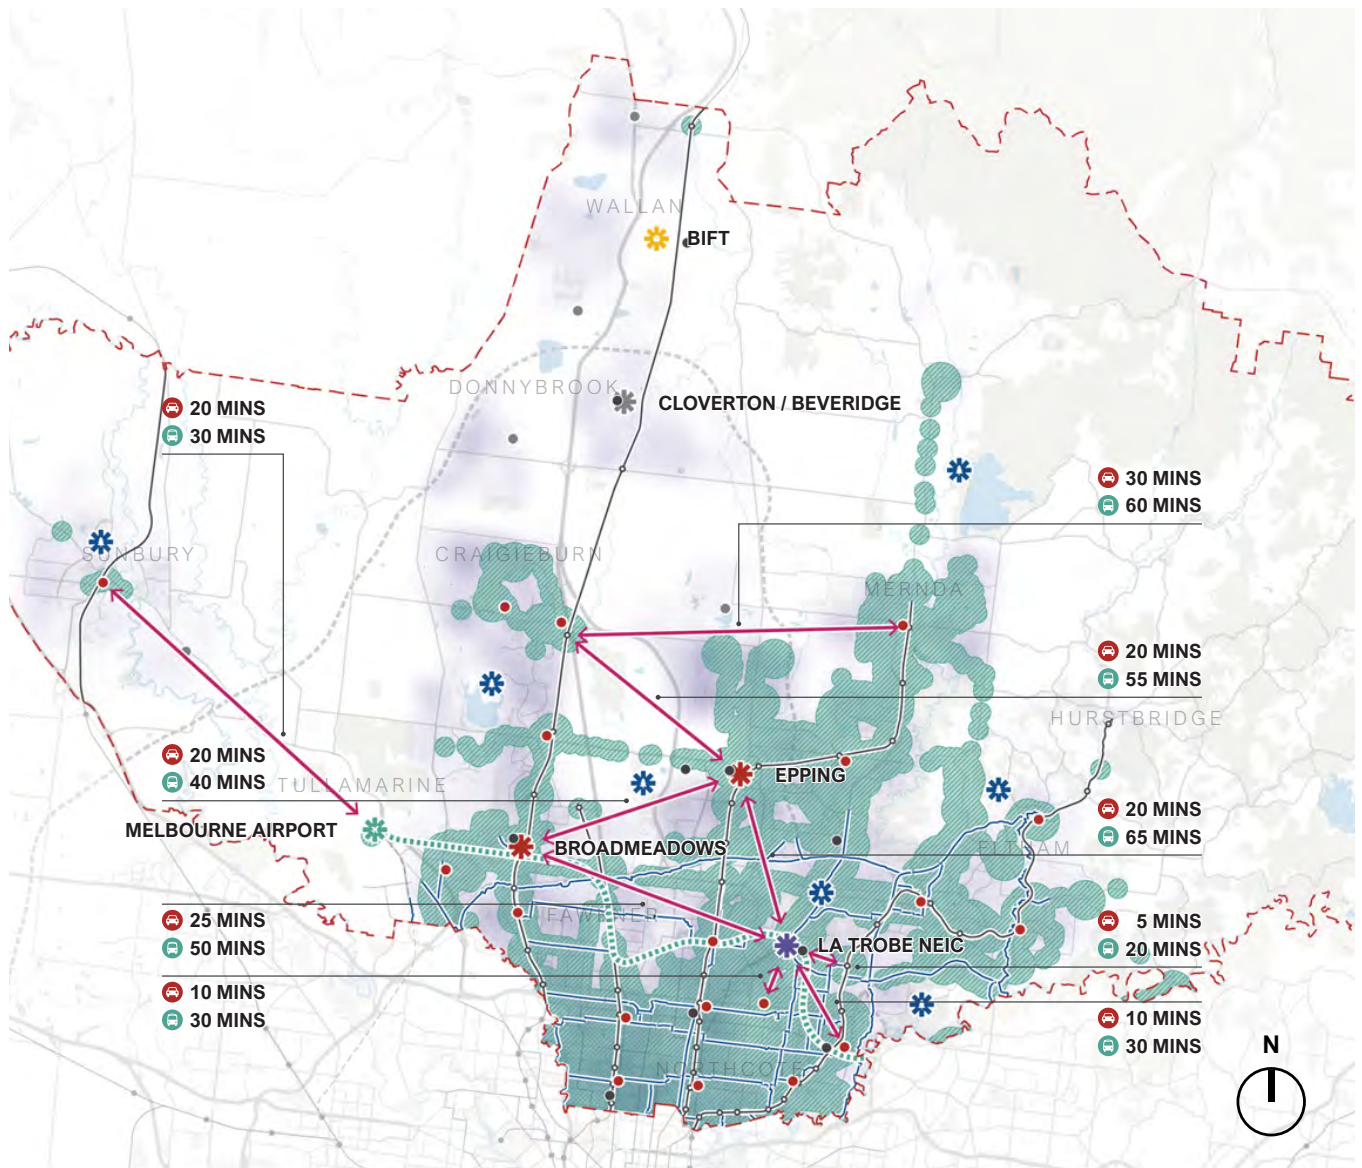 WALLAN
BIFT
DONNYBROOK
CLOVERTON / BEVERIDGE
20 MINS
30 MINS
30 MINS
60 MINS
SUNBURY
CRAIGIEBURN
MERNDA
20 MINS
55 MINS
HURSTBRIDGE
20 MINS
40 MINS
TULLAMARINE
EPPING
MELBOURNE AIRPORT
BROADMEADOWS
20 MINS
65 MINS
ELTHAM
25 MINS
50 MINS
FAWKNER
LA TROBE NEIC
5 MINS
20 MINS
10 MINS
30 MINS
10 MINS
30 MINS
NORTHCOTE
N